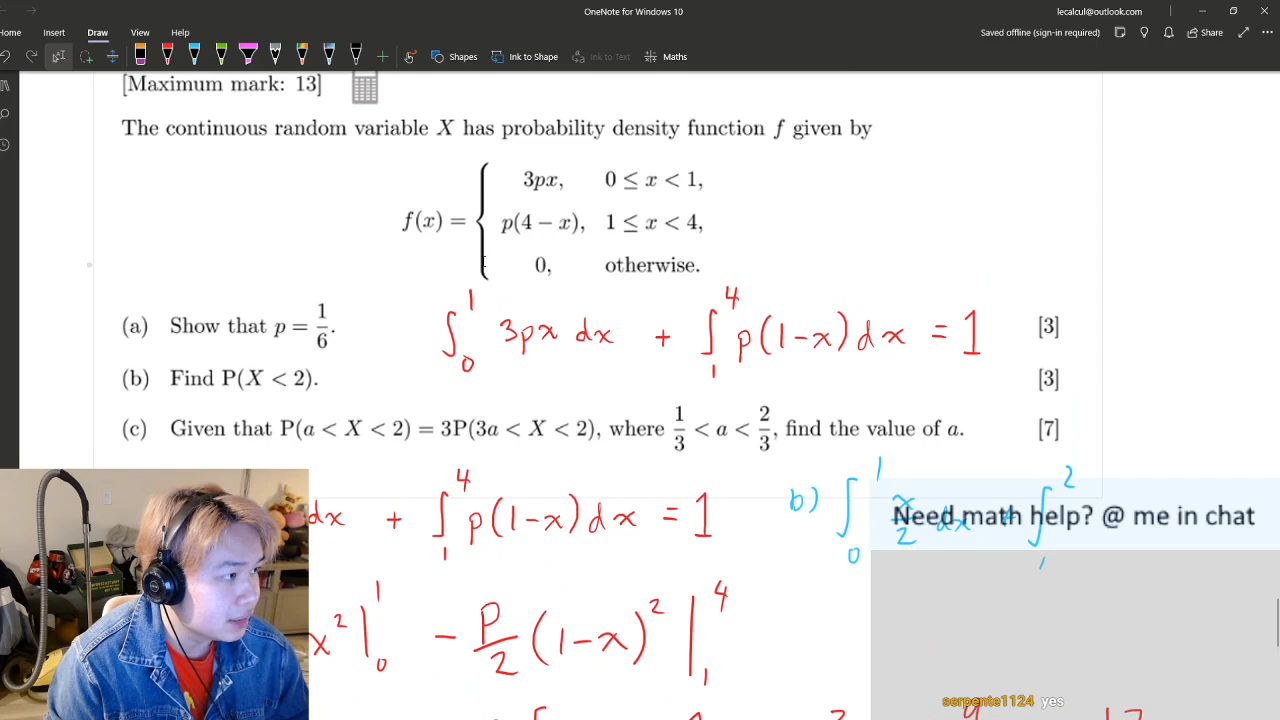 OneNote for Windows 10
lecalcul@outlook.com
Home Insert Draw View Help
Saved offline (sign-in required)
Share
Shapes Ink to Shape Ink to Text Maths
[Maximum mark: 13]
The continuous random variable X has probability density function f given by
f(x) = { 3px, 0 ≤ x < 1,
p(4 − x), 1 ≤ x < 4,
0, otherwise.
(a) Show that p = 1/6. [3]
∫₀¹ 3px dx + ∫₁⁴ p(1-x)dx = 1
(b) Find P(X < 2). [3]
(c) Given that P(a < X < 2) = 3P(3a < X < 2), where 1/3 < a < 2/3, find the value of a. [7]
dx + ∫₁⁴ p(1-x)dx = 1
b) ∫₀¹ x/2 dx + ∫₁²
Need math help? @ me in chat
x² |₀¹ - P/2 (1-x)² |₁⁴
serpente1124 yes